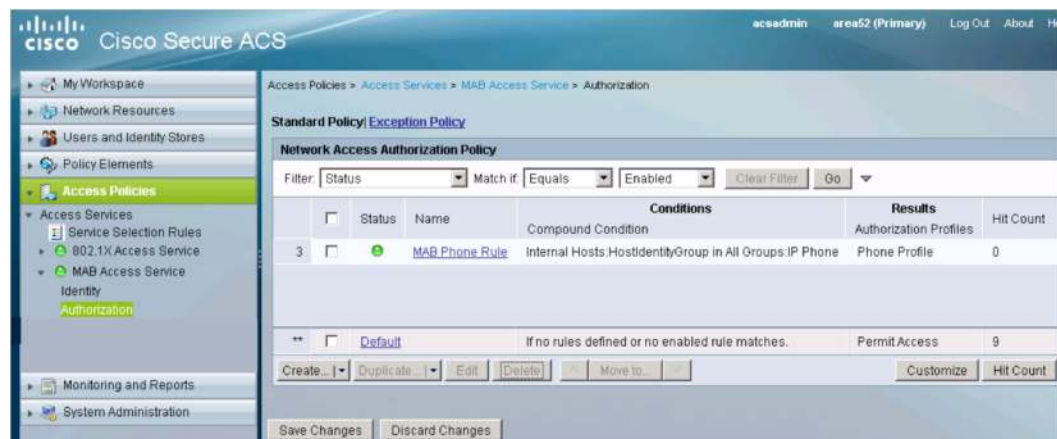 acsadmin area52 (Primary) Log Out About
CISCO Cisco Secure ACS
My Workspace
Network Resources
Users and Identity Stores
Policy Elements
Access Policies
Access Services
Service Selection Rules
802.1X Access Service
MAB Access Service
Identity
Authorization
Monitoring and Reports
System Administration
Access Policies > Access Services > MAB Access Service > Authorization
Standard Policy| Exception Policy
Network Access Authorization Policy
Filter: Status Match if: Equals Enabled Clear Filter Go
Status Name Conditions Results Hit Count
Compound Condition Authorization Profiles
3 MAB Phone Rule Internal Hosts:HostIdentityGroup in All Groups:IP Phone Phone Profile 0
** Default If no rules defined or no enabled rule matches. Permit Access 9
Create... Duplicate... Edit Delete Move to... Customize Hit Count
Save Changes Discard Changes